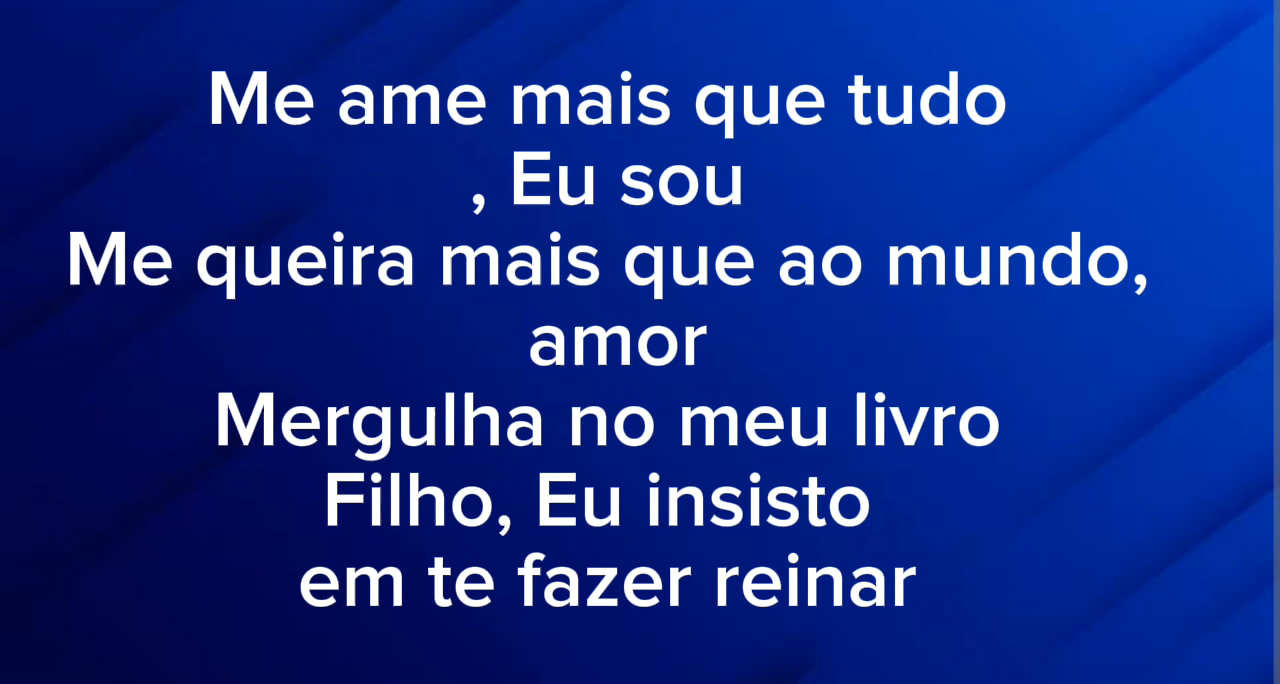 Me ame mais que tudo
, Eu sou
Me queira mais que ao mundo,
amor
Mergulha no meu livro
Filho, Eu insisto
em te fazer reinar